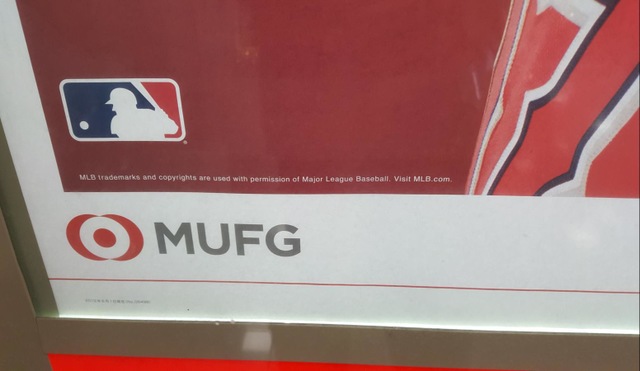 MLB trademarks and copyrights are used with permission of Major League Baseball. Visit MLB.com.
MUFG